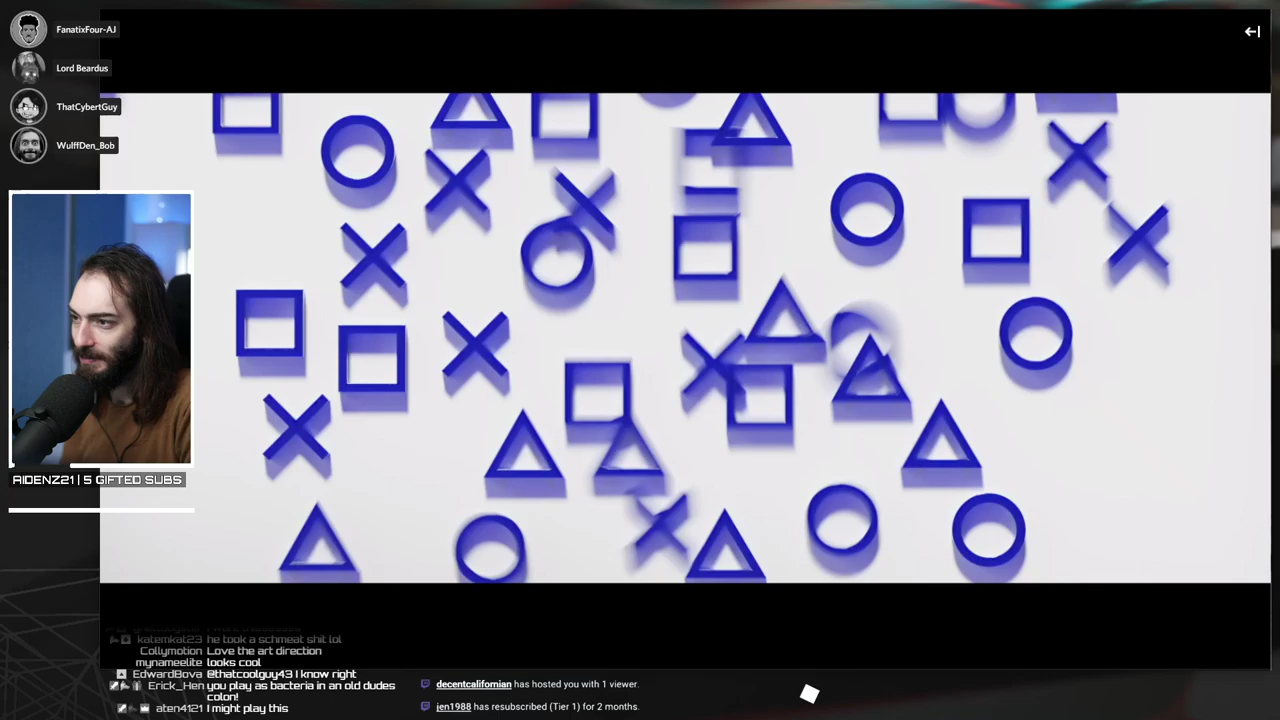 FanatixFour-AJ
Lord Beardus
ThatCybertGuy
WulffDen_Bob
AIDENZ21 | 5 GIFTED SUBS
katemkat23 he took a schmeat shit lol
Collymotion Love the art direction
mynameelite looks cool
EdwardBova @thatcoolguy43 I know right
Erick_Hen you play as bacteria in an old dudes
colon!
aten4121 I might play this
decentcalifornian has hosted you with 1 viewer.
jen1988 has resubscribed (Tier 1) for 2 months.